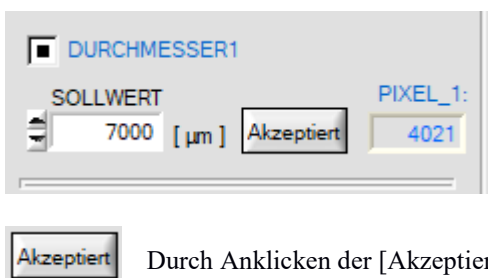 DURCHMESSER1
SOLLWERT PIXEL_1:
7000 [ µm ] Akzeptiert 4021
Akzeptiert Durch Anklicken der [Akzeptier